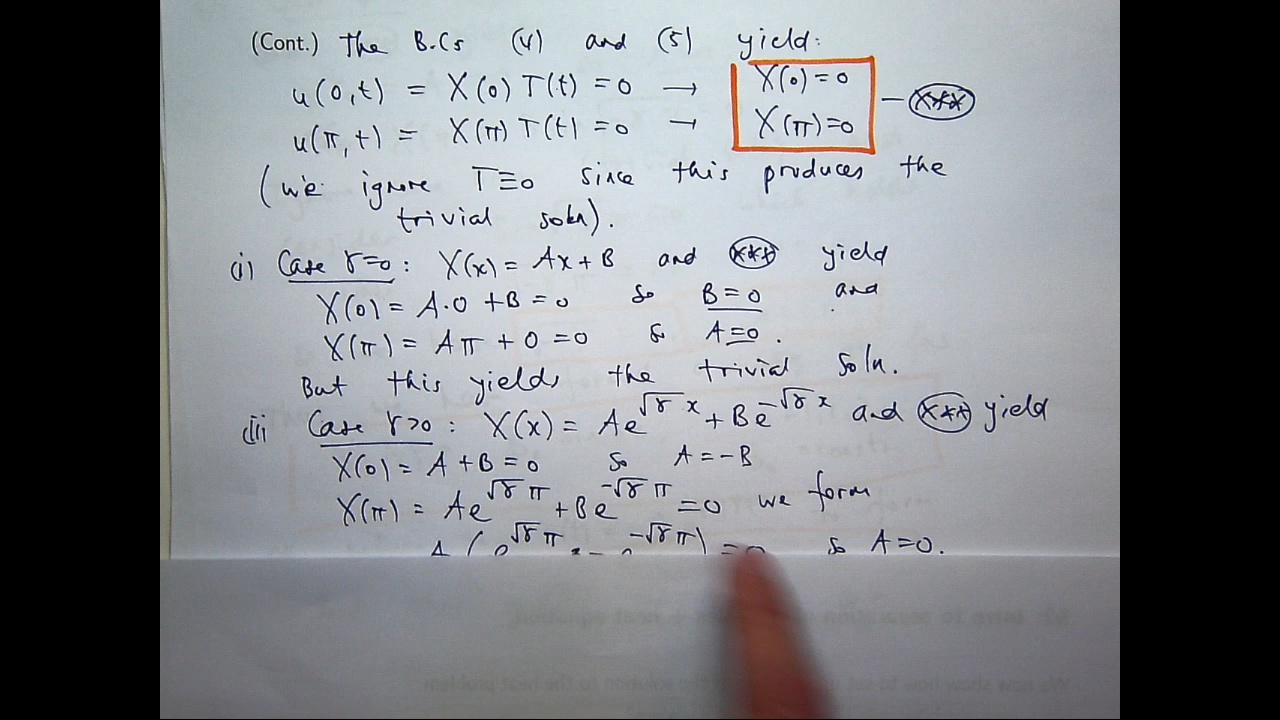 (Cont.) The B.Cs (4) and (5) yield:
u(0,t) = X(0) T(t) = 0 → X(0) = 0
u(π,t) = X(π) T(t) = 0 → X(π) = 0 — (***)
(we ignore T≡0 since this produces the
trivial soln).
(i) Case γ=0: X(x) = Ax + B and (***) yield
X(0) = A·0 + B = 0 so B = 0 and
X(π) = Aπ + 0 = 0 so A = 0.
But this yields the trivial soln.
(ii) Case γ>0: X(x) = Ae^{√γ x} + Be^{-√γ x} and (***) yield
X(0) = A + B = 0 so A = -B
X(π) = Ae^{√γ π} + Be^{-√γ π} = 0 we form
A (e^{√γ π} - e^{-√γ π}) = 0 so A = 0.